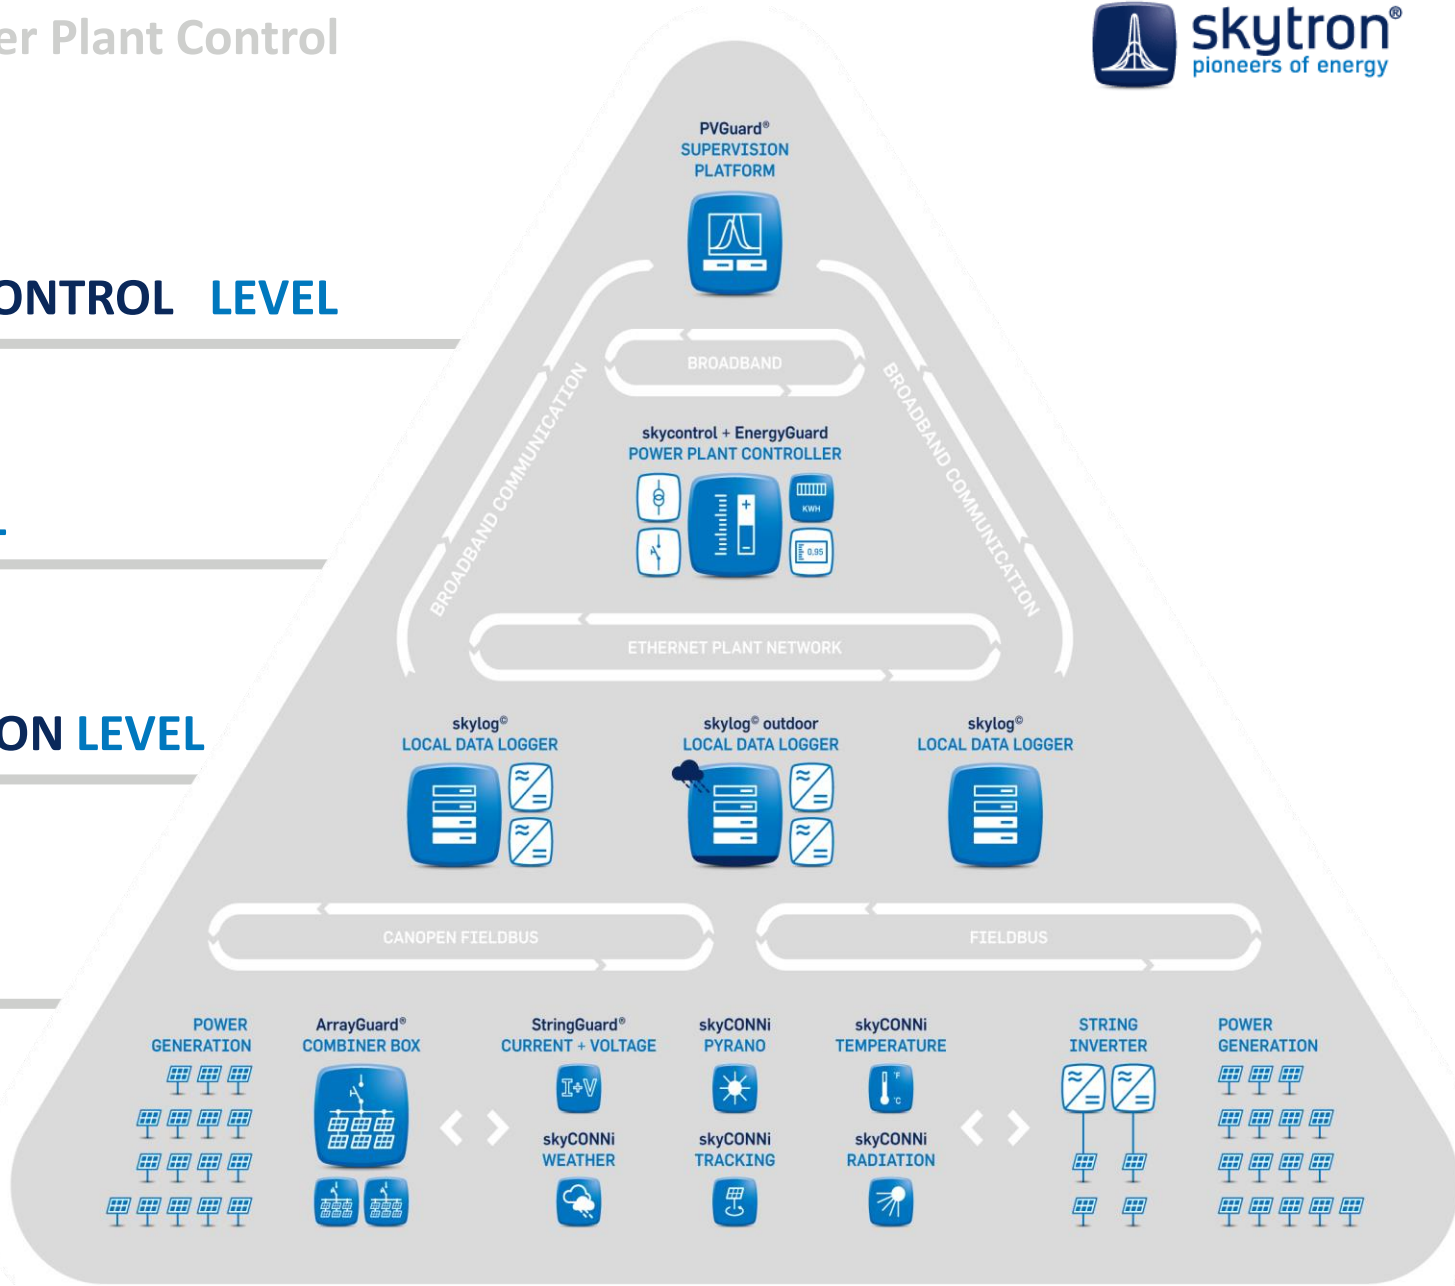 er Plant Control
skytron®
pioneers of energy
PVGuard®
SUPERVISION
PLATFORM
ONTROL LEVEL
BROADBAND
BROADBAND COMMUNICATION
BROADBAND COMMUNICATION
skycontrol + EnergyGuard
POWER PLANT CONTROLLER
KWH
0.95
ETHERNET PLANT NETWORK
ON LEVEL
skylog©
LOCAL DATA LOGGER
skylog© outdoor
LOCAL DATA LOGGER
skylog©
LOCAL DATA LOGGER
CANOPEN FIELDBUS
FIELDBUS
POWER
GENERATION
ArrayGuard®
COMBINER BOX
StringGuard®
CURRENT + VOLTAGE
I+V
skyCONNi
PYRANO
skyCONNi
TEMPERATURE
°F
°C
STRING
INVERTER
POWER
GENERATION
skyCONNi
WEATHER
skyCONNi
TRACKING
skyCONNi
RADIATION